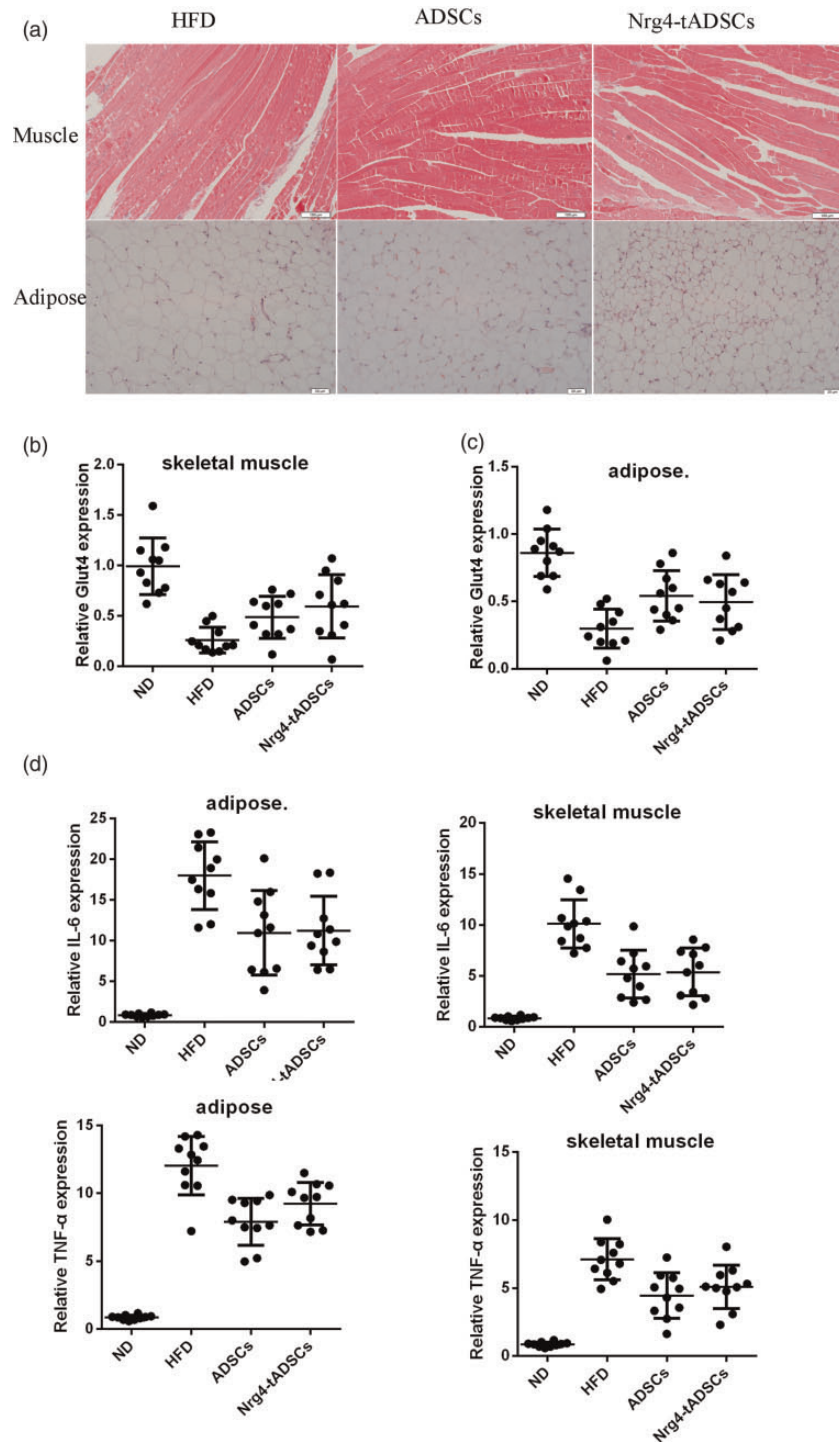 (a)
HFD
ADSCs
Nrg4-tADSCs
Muscle
Adipose
(b)
skeletal muscle
Relative Glut4 expression
2.0
1.5
1.0
0.5
0.0
ND
HFD
ADSCs
Nrg4-tADSCs
(c)
adipose.
Relative Glut4 expression
1.5
1.0
0.5
0.0
ND
HFD
ADSCs
Nrg4-tADSCs
(d)
adipose.
Relative IL-6 expression
25
20
15
10
5
0
ND
HFD
ADSCs
-tADSCs
skeletal muscle
Relative IL-6 expression
20
15
10
5
0
ND
HFD
ADSCs
Nrg4-tADSCs
adipose
Relative TNF-α expression
15
10
5
0
ND
HFD
ADSCs
Nrg4-tADSCs
skeletal muscle
Relative TNF-α expression
15
10
5
0
ND
HFD
ADSCs
Nrg4-tADSCs